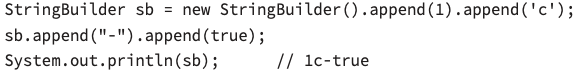 StringBuilder sb = new StringBuilder().append(1).append('c');
sb.append("-").append(true);
System.out.println(sb);      // 1c-true